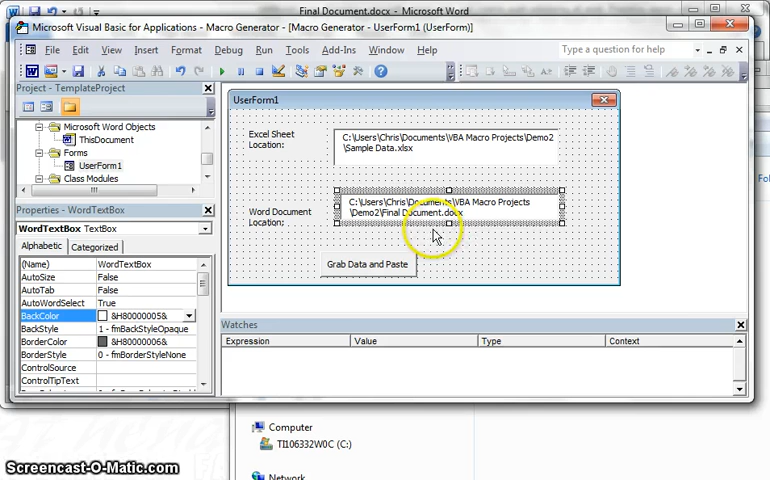 Final Document.docx - Microsoft Word
Microsoft Visual Basic for Applications - Macro Generator - [Macro Generator - UserForm1 (UserForm)]
File Edit View Insert Format Debug Run Tools Add-Ins Window Help
Type a question for help
Project - TemplateProject
Microsoft Word Objects
ThisDocument
Forms
UserForm1
Class Modules
Properties - WordTextBox
WordTextBox TextBox
Alphabetic Categorized
(Name) WordTextBox
AutoSize False
AutoTab False
AutoWordSelect True
BackColor &H80000005&
BackStyle 1 - fmBackStyleOpaque
BorderColor &H80000006&
BorderStyle 0 - fmBorderStyleNone
ControlSource
ControlTipText
UserForm1
Excel Sheet
Location:
C:\Users\Chris\Documents\VBA Macro Projects\Demo2
\Sample Data.xlsx
Word Document
Location:
C:\Users\Chris\Documents\VBA Macro Projects
\Demo2\Final Document.docx
Grab Data and Paste
Watches
Expression Value Type Context
Computer
TI106332W0C (C:)
Network
Screencast-O-Matic.com